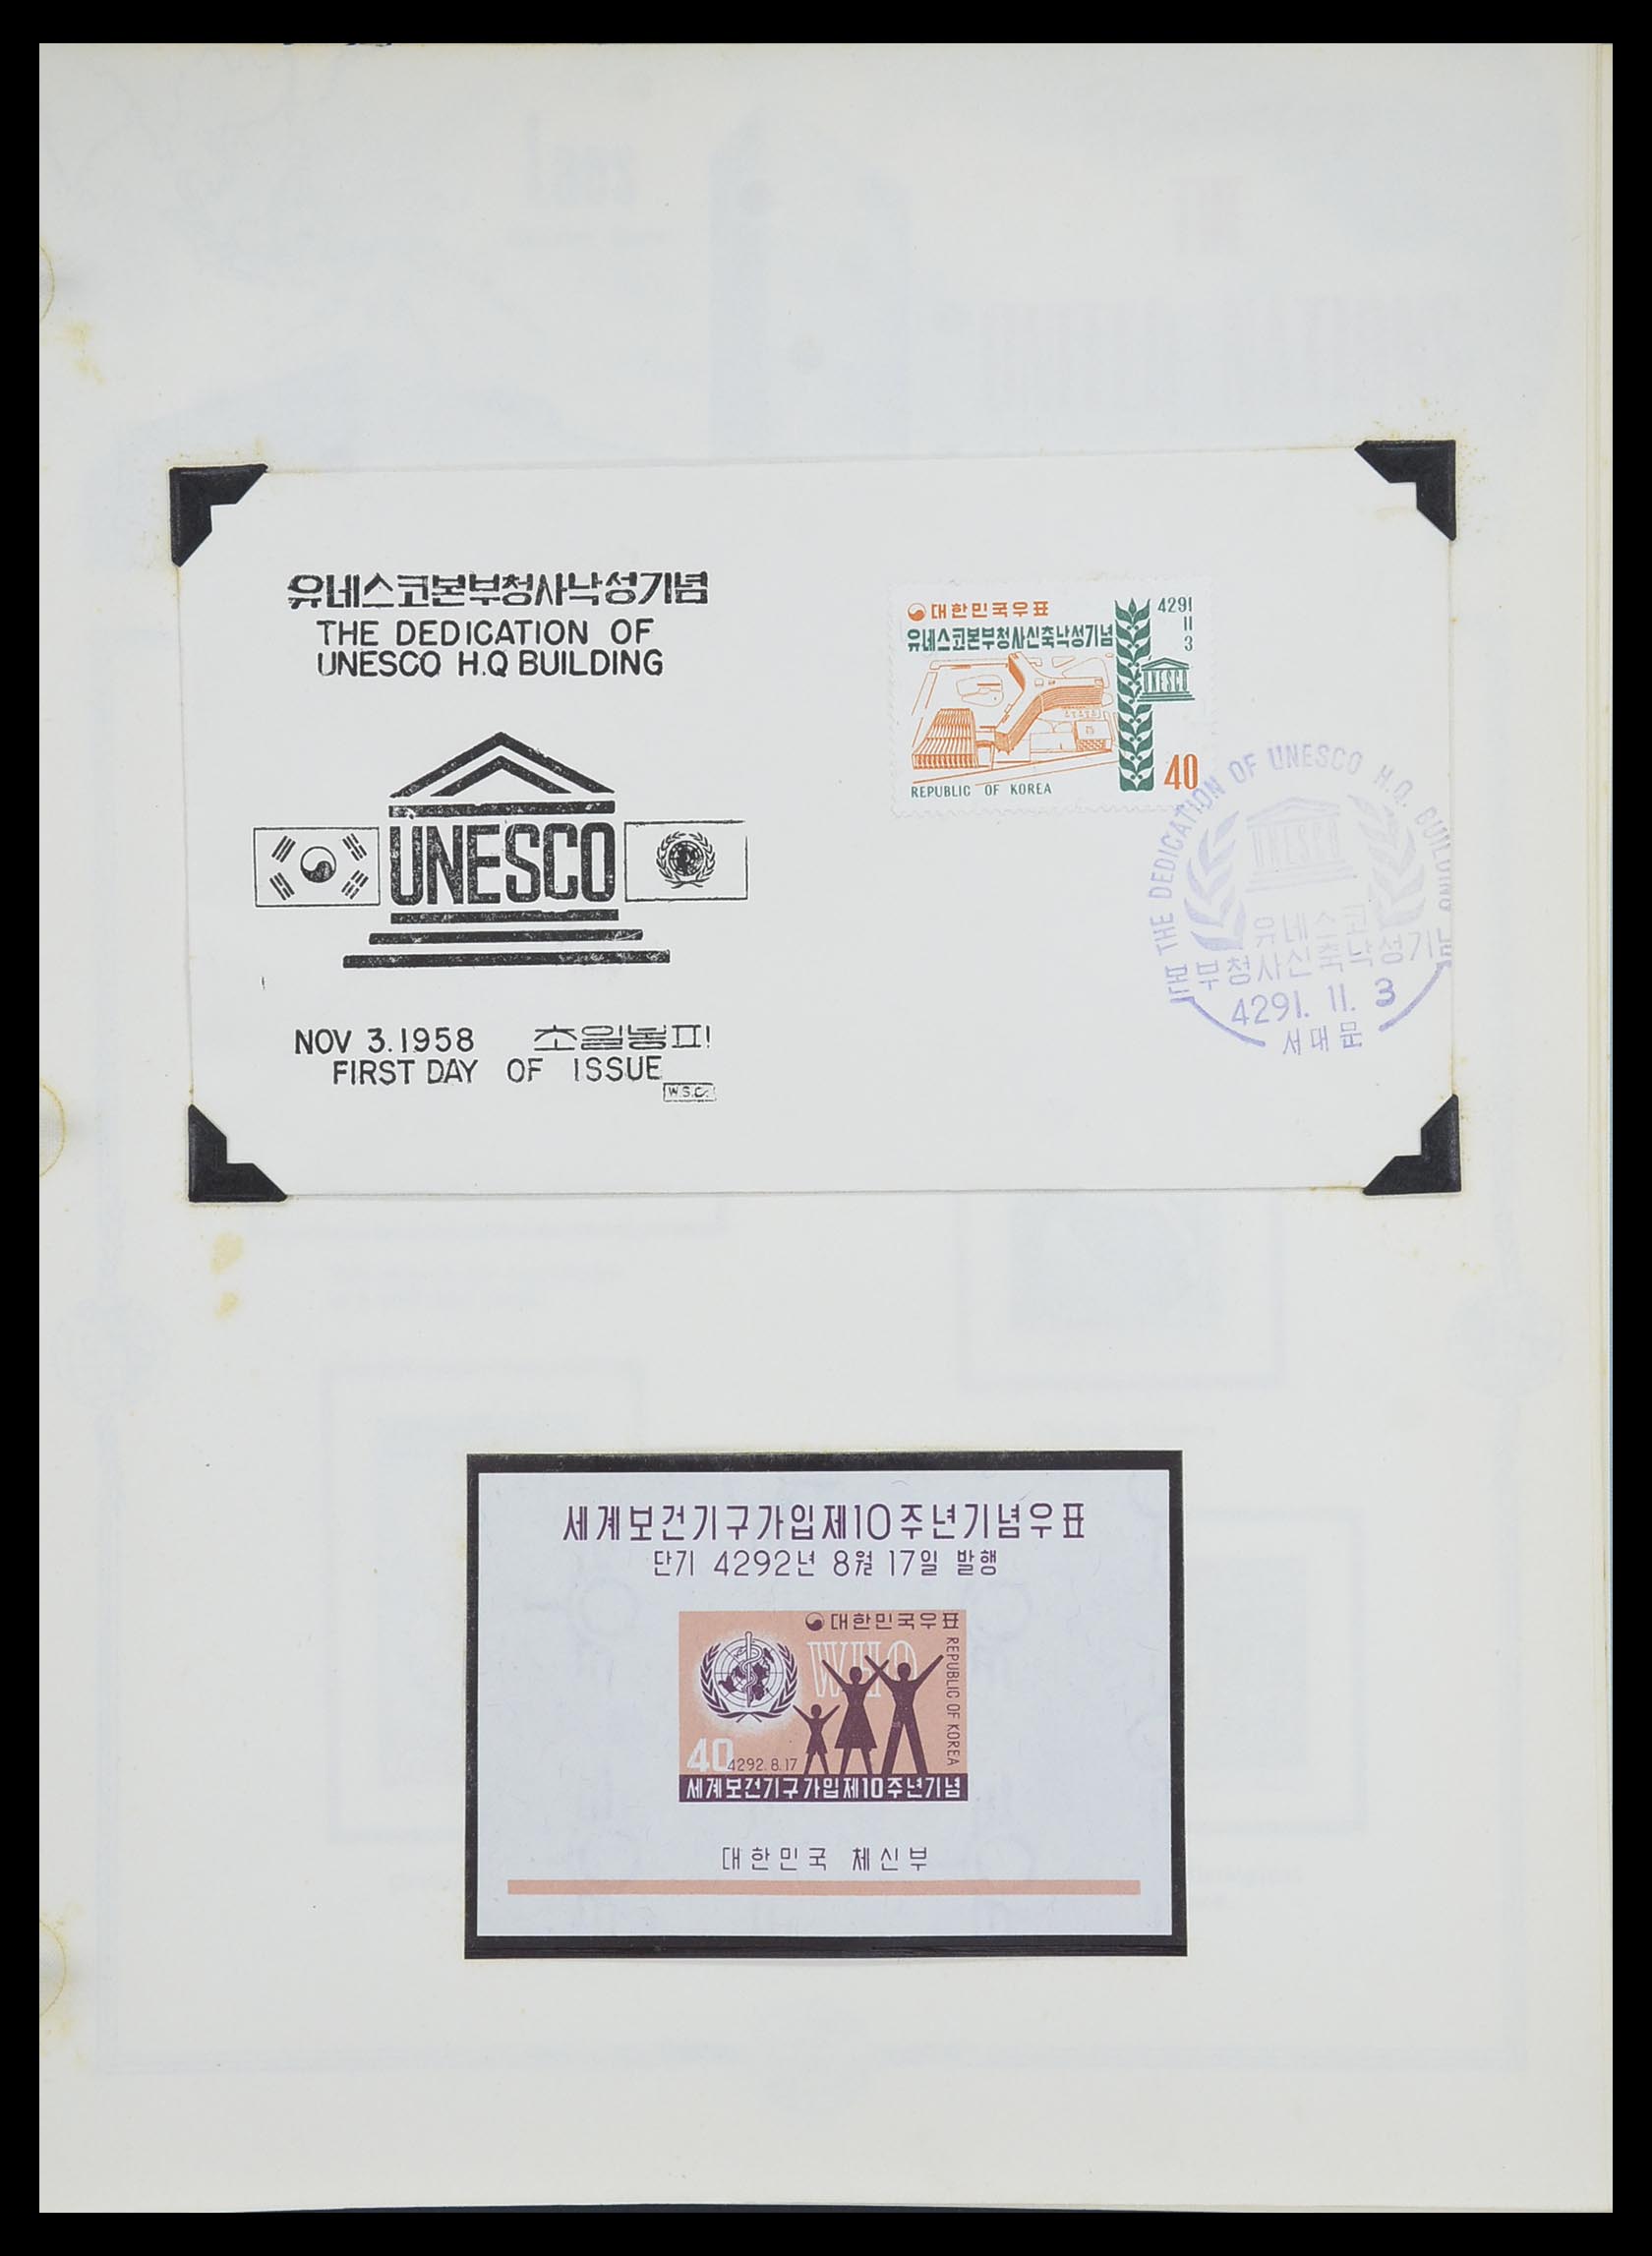 유네스코본부청사낙성기념
THE DEDICATION OF
UNESCO H.Q BUILDING
UNESCO
NOV 3.1958 초일봉피
FIRST DAY OF ISSUE
W.S.C.
대한민국우표
4291
11
3
유네스코본부청사신축낙성기념
UNESCO
40
REPUBLIC OF KOREA
THE DEDICATION OF UNESCO H.Q. BUILDING
UNESCO
유네스코
본부청사신축낙성기념
4291. 11. 3
서대문
세계보건기구가입제10주년기념우표
단기 4292년 8월 17일 발행
대한민국우표
WHO
REPUBLIC OF KOREA
40
4292.8.17
세계보건기구가입제10주년기념
대한민국 체신부